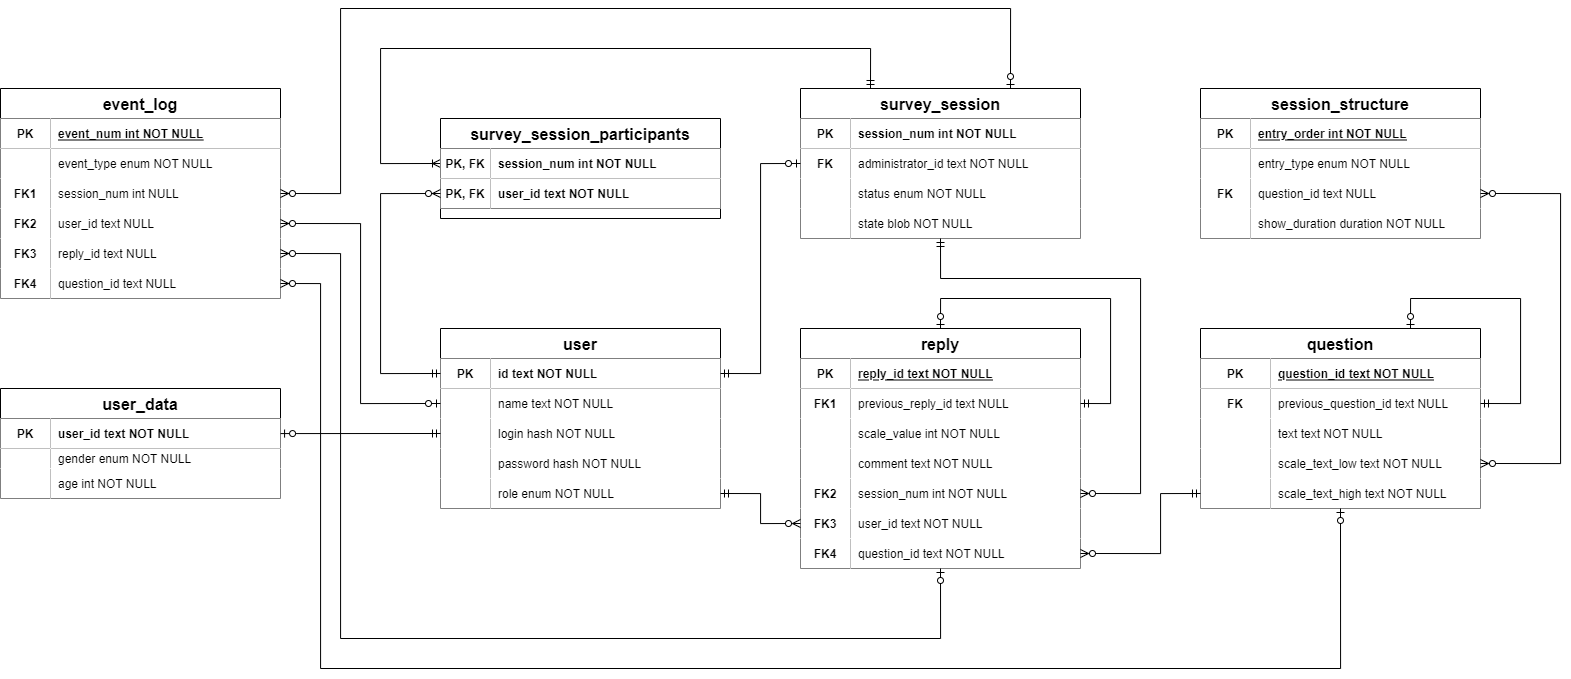 event_log
PK event_num int NOT NULL
event_type enum NOT NULL
FK1 session_num int NULL
FK2 user_id text NULL
FK3 reply_id text NULL
FK4 question_id text NULL
survey_session_participants
PK, FK session_num int NOT NULL
PK, FK user_id text NOT NULL
survey_session
PK session_num int NOT NULL
FK administrator_id text NOT NULL
status enum NOT NULL
state blob NOT NULL
session_structure
PK entry_order int NOT NULL
entry_type enum NOT NULL
FK question_id text NULL
show_duration duration NOT NULL
user_data
PK user_id text NOT NULL
gender enum NOT NULL
age int NOT NULL
user
PK id text NOT NULL
name text NOT NULL
login hash NOT NULL
password hash NOT NULL
role enum NOT NULL
reply
PK reply_id text NOT NULL
FK1 previous_reply_id text NULL
scale_value int NOT NULL
comment text NOT NULL
FK2 session_num int NOT NULL
FK3 user_id text NOT NULL
FK4 question_id text NOT NULL
question
PK question_id text NOT NULL
FK previous_question_id text NULL
text text NOT NULL
scale_text_low text NOT NULL
scale_text_high text NOT NULL